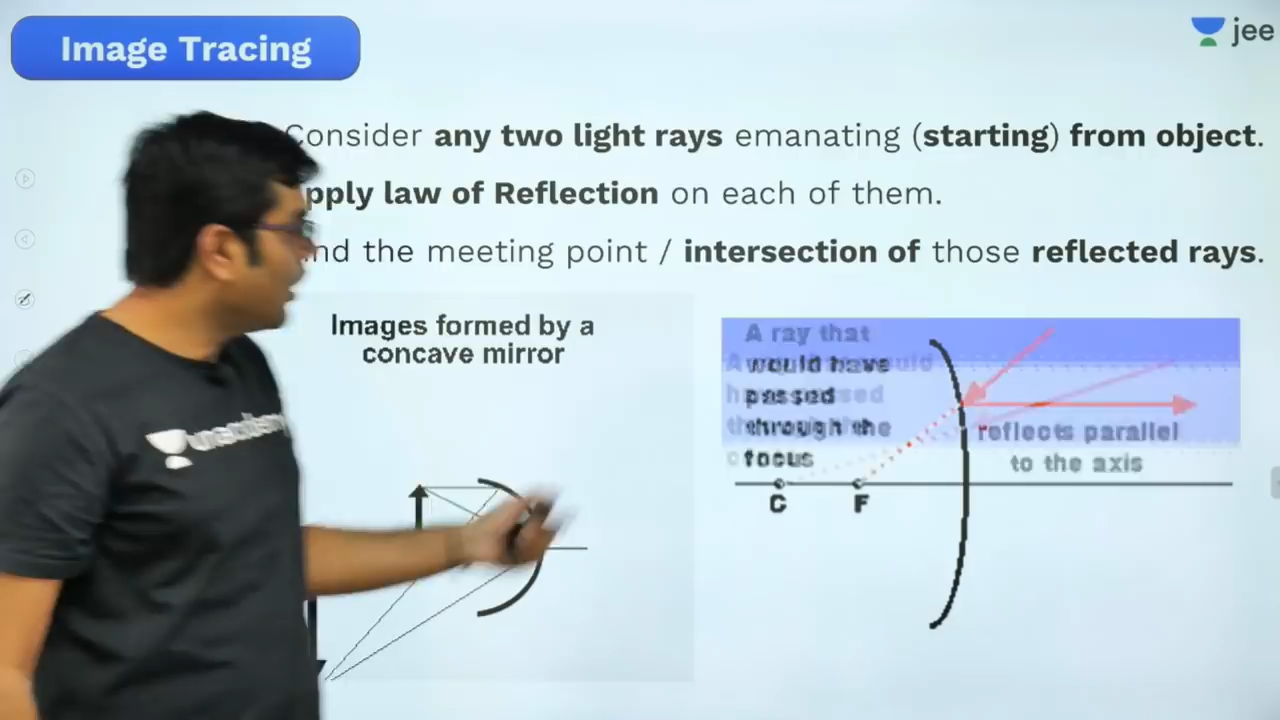 Image Tracing
jee
Consider any two light rays emanating (starting) from object.
pply law of Reflection on each of them.
nd the meeting point / intersection of those reflected rays.
Images formed by a
concave mirror
A ray that
would have
passed
through the
focus
reflects parallel
to the axis
C F
unacademy